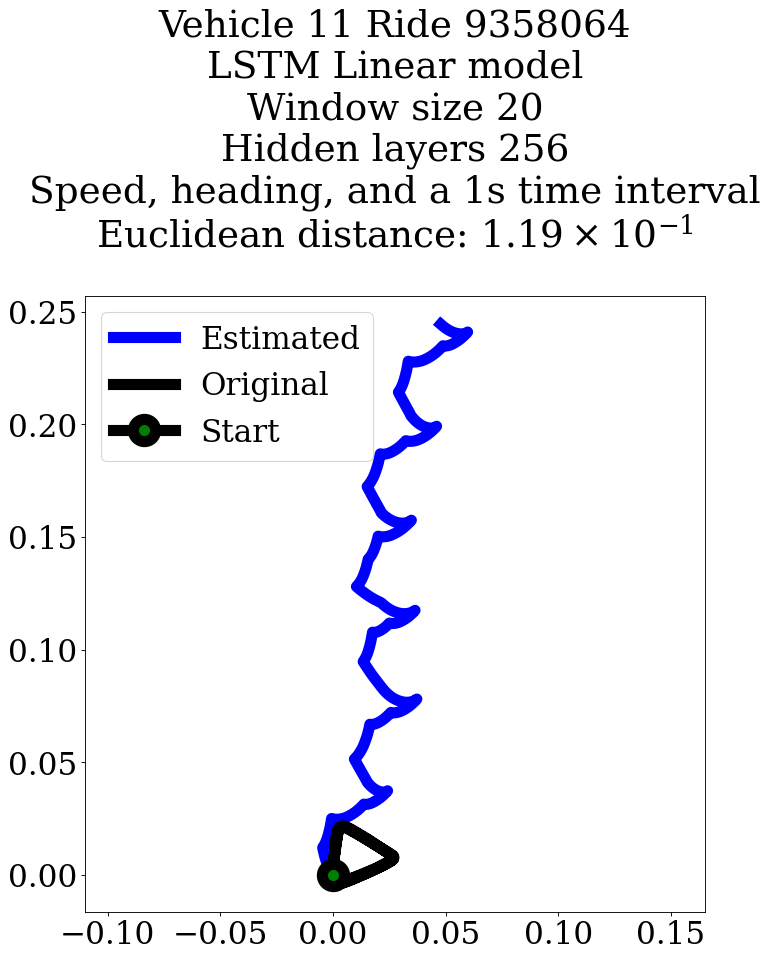 Vehicle 11 Ride 9358064
LSTM Linear model
Window size 20
Hidden layers 256
Speed, heading, and a 1s time interval
Euclidean distance: 1.19 × 10⁻¹
0.25
Estimated
Original
0.20
Start
0.15
0.10
0.05
0.00
−0.10 −0.05 0.00 0.05 0.10 0.15